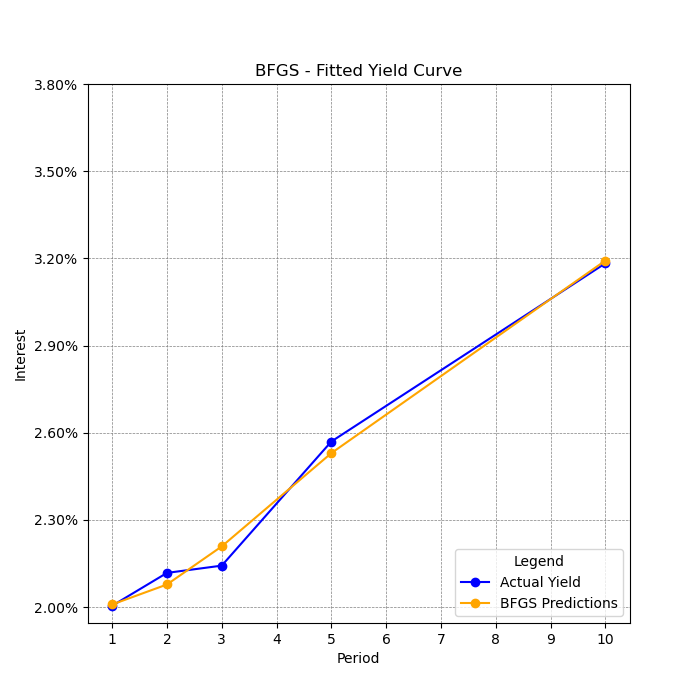 BFGS - Fitted Yield Curve
3.80%
3.50%
3.20%
2.90%
2.60%
2.30%
2.00%
Interest
Legend
Actual Yield
BFGS Predictions
1 2 3 4 5 6 7 8 9 10
Period